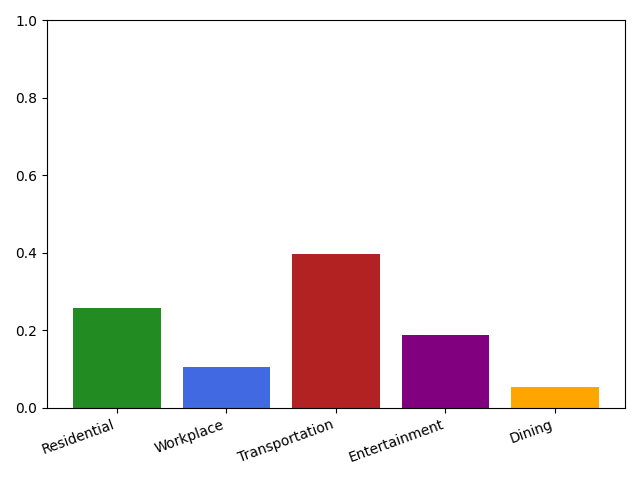 1.0
0.8
0.6
0.4
0.2
0.0
Residential
Workplace
Transportation
Entertainment
Dining